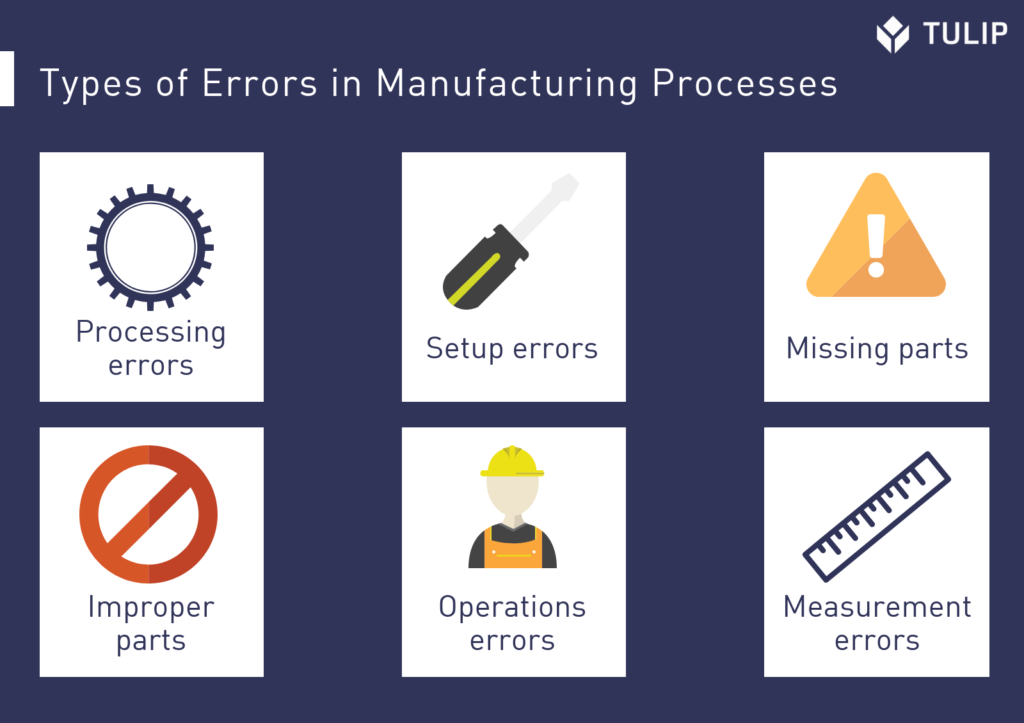 TULIP
Types of Errors in Manufacturing Processes
Processing
errors
Setup errors
Missing parts
Improper
parts
Operations
errors
Measurement
errors